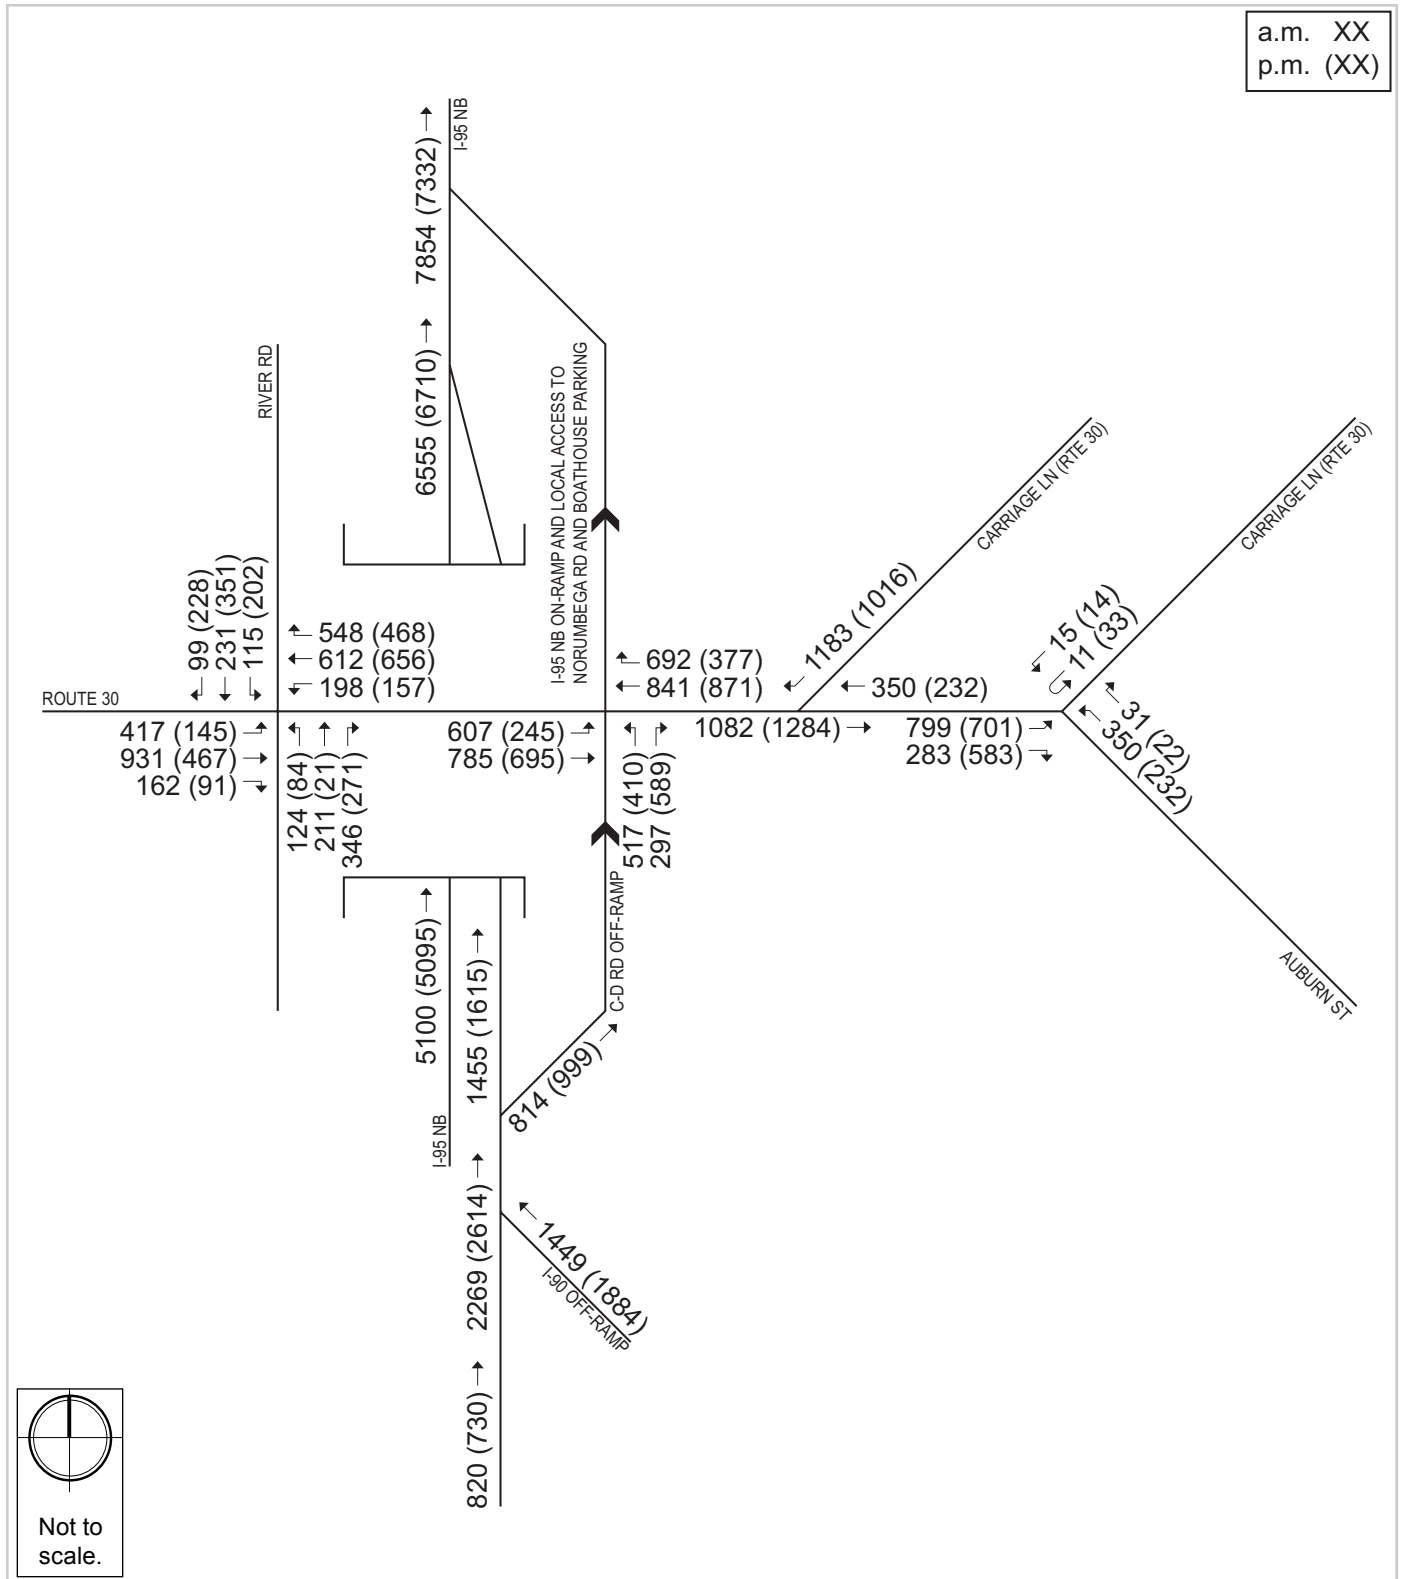 a.m. XX
p.m. (XX)
I-95 NB
7854 (7332)
6555 (6710)
RIVER RD
I-95 NB ON-RAMP AND LOCAL ACCESS TO
NORUMBEGA RD AND BOATHOUSE PARKING
CARRIAGE LN (RTE 30)
CARRIAGE LN (RTE 30)
99 (228)
231 (351)
115 (202)
548 (468)
612 (656)
198 (157)
692 (377)
841 (871)
1183 (1016)
350 (232)
15 (14)
11 (33)
ROUTE 30
417 (145)
931 (467)
162 (91)
124 (84)
211 (21)
346 (271)
607 (245)
785 (695)
517 (410)
297 (589)
1082 (1284)
799 (701)
283 (583)
31 (22)
350 (232)
5100 (5095)
1455 (1615)
C-D RD OFF-RAMP
AUBURN ST
814 (999)
I-95 NB
2269 (2614)
1449 (1884)
I-90 OFF-RAMP
820 (730)
Not to
scale.